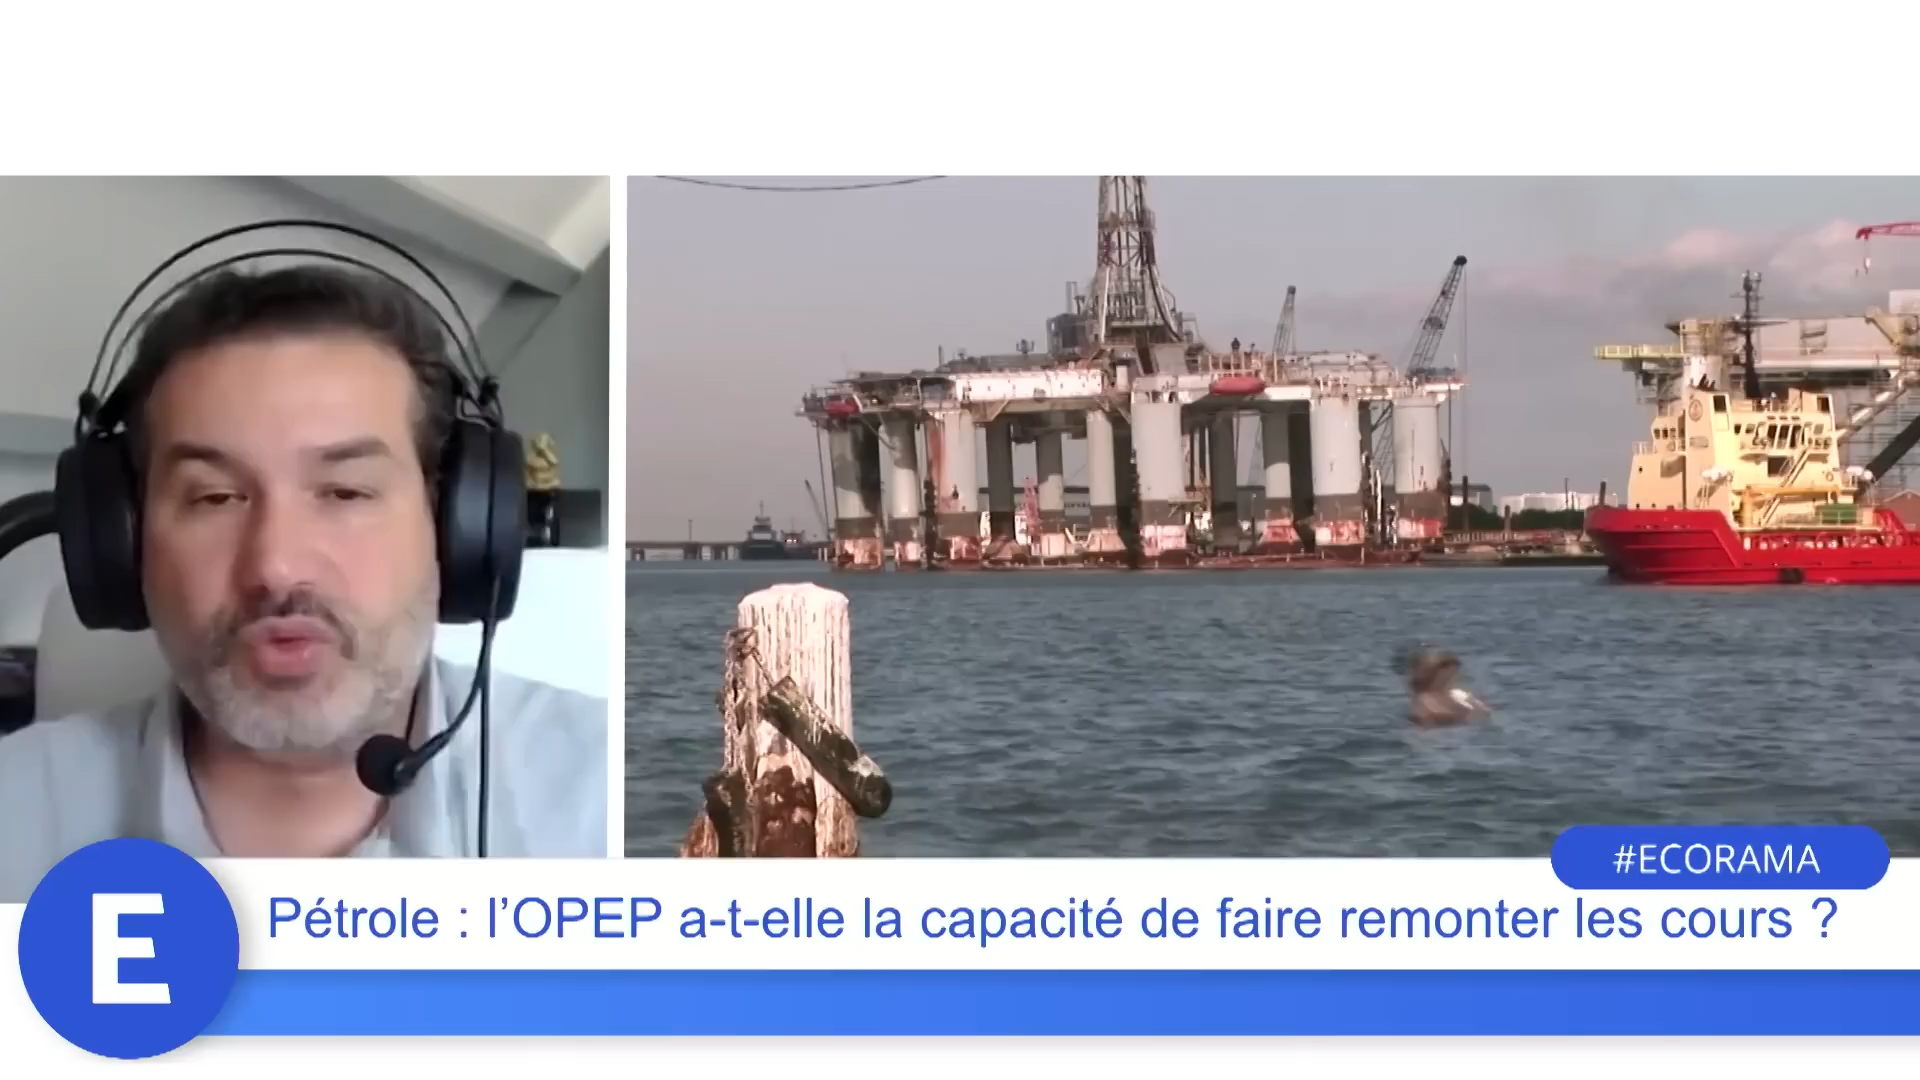 #ECORAMA
E
Pétrole : l’OPEP a-t-elle la capacité de faire remonter les cours ?